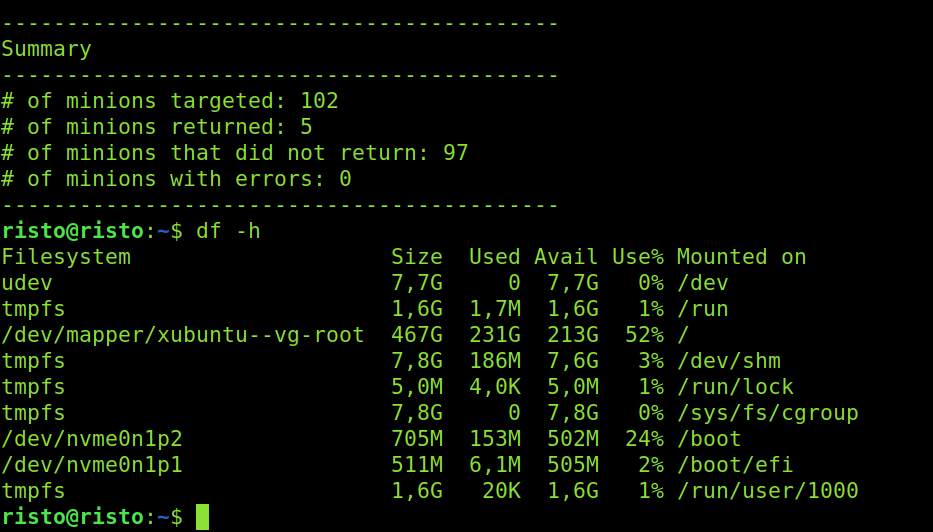 -------------------------------------------
Summary
-------------------------------------------
# of minions targeted: 102
# of minions returned: 5
# of minions that did not return: 97
# of minions with errors: 0
-------------------------------------------
risto@risto:~$ df -h
Filesystem                    Size  Used Avail Use% Mounted on
udev                          7,7G     0  7,7G   0% /dev
tmpfs                         1,6G  1,7M  1,6G   1% /run
/dev/mapper/xubuntu--vg-root  467G  231G  213G  52% /
tmpfs                         7,8G  186M  7,6G   3% /dev/shm
tmpfs                         5,0M  4,0K  5,0M   1% /run/lock
tmpfs                         7,8G     0  7,8G   0% /sys/fs/cgroup
/dev/nvme0n1p2                705M  153M  502M  24% /boot
/dev/nvme0n1p1                511M  6,1M  505M   2% /boot/efi
tmpfs                         1,6G   20K  1,6G   1% /run/user/1000
risto@risto:~$